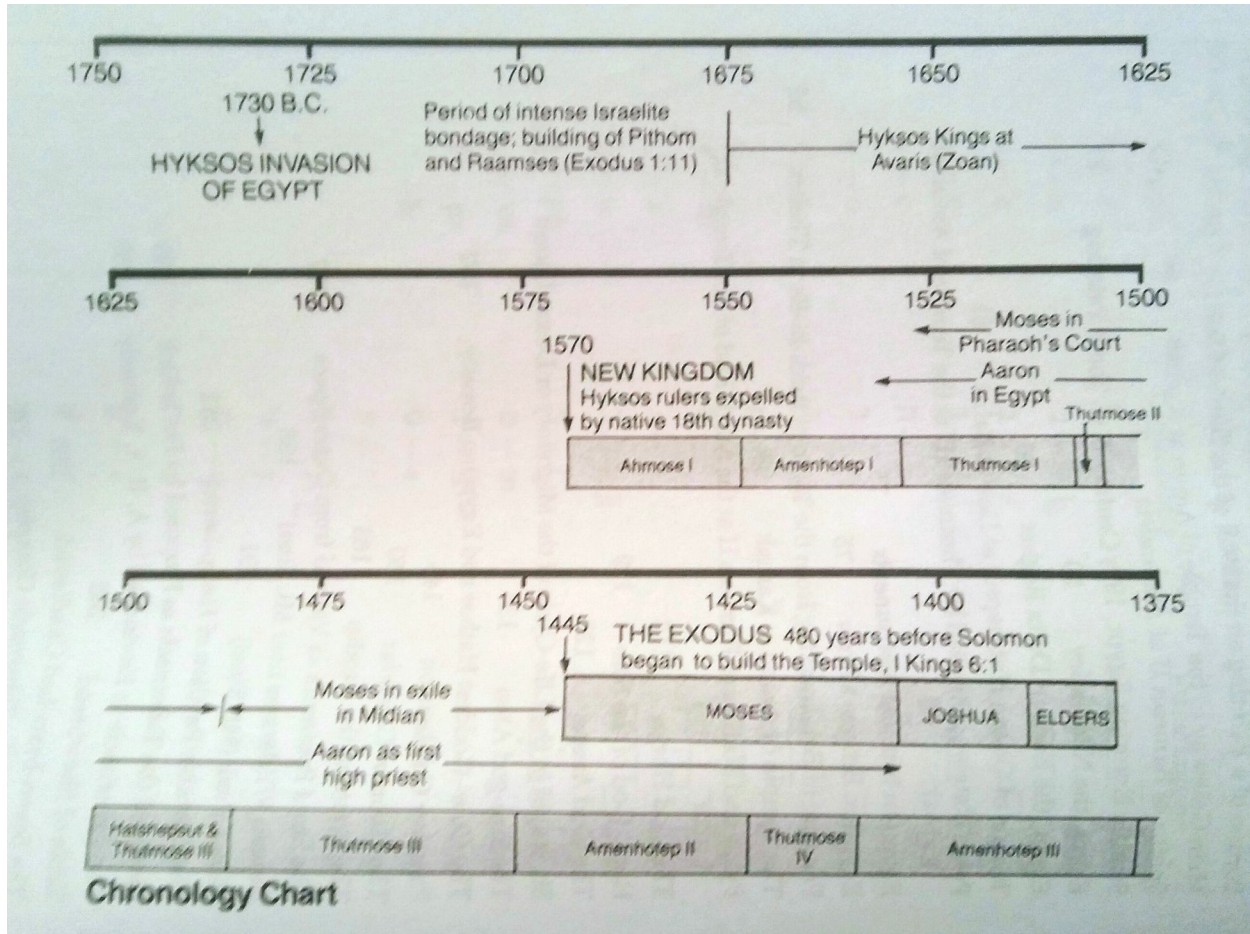 1750 1725 1700 1675 1650 1625
1730 B.C.
HYKSOS INVASION
OF EGYPT
Period of intense Israelite
bondage; building of Pithom
and Raamses (Exodus 1:11)
Hyksos Kings at
Avaris (Zoan)
1625 1600 1575 1550 1525 1500
Moses in
Pharaoh's Court
Aaron
in Egypt
1570
NEW KINGDOM
Hyksos rulers expelled
by native 18th dynasty
Thutmose II
Ahmose I Amenhotep I Thutmose I
1500 1475 1450 1425 1400 1375
1445
THE EXODUS 480 years before Solomon
began to build the Temple, I Kings 6:1
Moses in exile
in Midian
MOSES JOSHUA ELDERS
Aaron as first
high priest
Hatshepsut &
Thutmose III
Thutmose III
Amenhotep II
Thutmose
IV
Amenhotep III
Chronology Chart